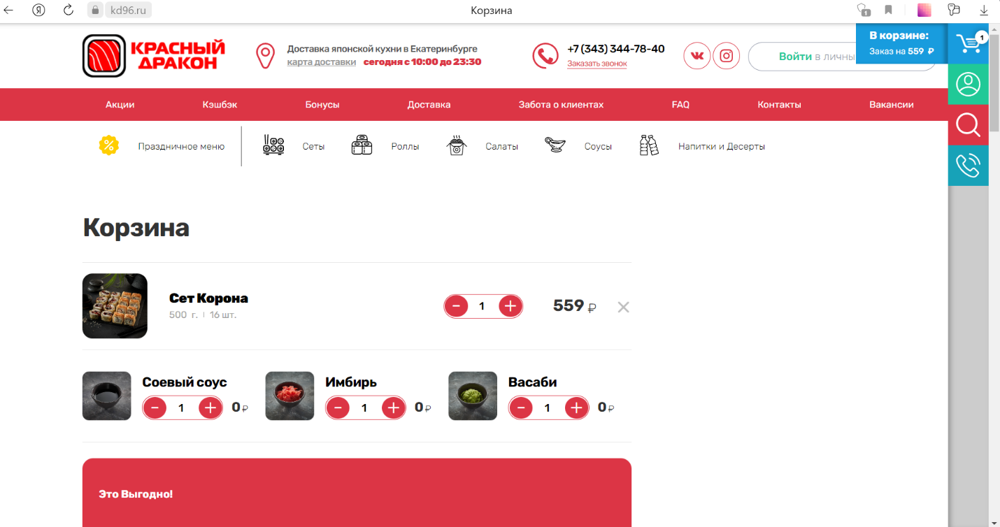 Я
kd96.ru
Корзина
1
КРАСНЫЙ
ДРАКОН
Доставка японской кухни в Екатеринбурге
карта доставки сегодня с 10:00 до 23:30
+7 (343) 344-78-40
Заказать звонок
Войти в личны
В корзине:
Заказ на 559 ₽
1
Акции Кэшбэк Бонусы Доставка Забота о клиентах FAQ Контакты Вакансии
Праздничное меню Сеты Роллы Салаты Соусы Напитки и Десерты
Корзина
Сет Корона
500 г. | 16 шт.
- 1 + 559 ₽
Соевый соус
- 1 + 0 ₽
Имбирь
- 1 + 0 ₽
Васаби
- 1 + 0 ₽
Это Выгодно!